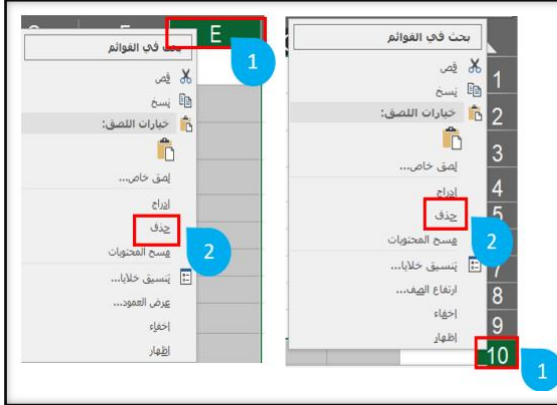 بحث في القوائم
1
2
3
4
5
7
8
9
10
قص
نسخ
خيارات اللصق:
لصق خاص...
إدراج
حذف
مسح المحتويات
تنسيق خلايا...
ارتفاع الصف...
إخفاء
إظهار
1
2
E
بحث في القوائم
قص
نسخ
خيارات اللصق:
لصق خاص...
إدراج
حذف
مسح المحتويات
تنسيق خلايا...
عرض العمود...
إخفاء
إظهار
1
2